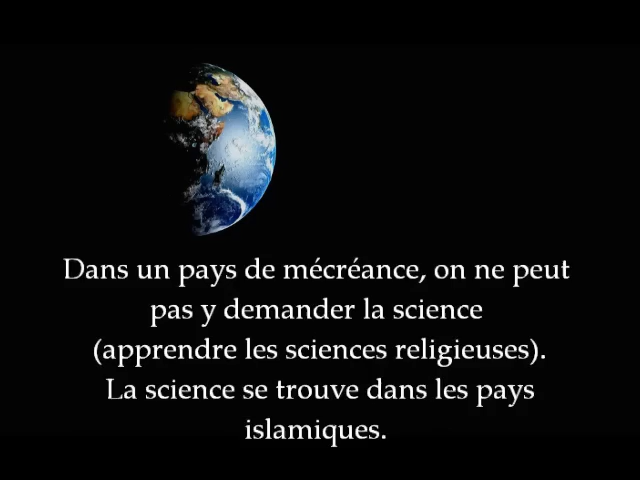 Dans un pays de mécréance, on ne peut
pas y demander la science
(apprendre les sciences religieuses).
La science se trouve dans les pays
islamiques.